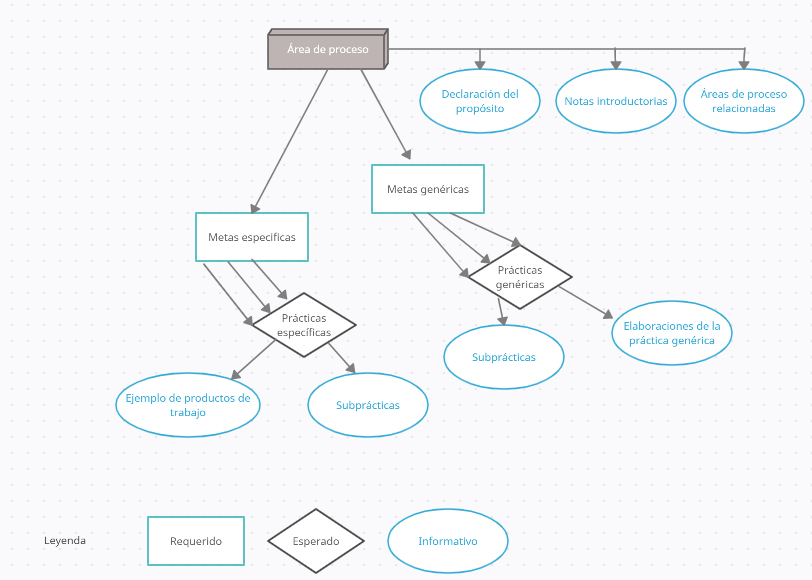 Área de proceso
Declaración del
propósito
Notas introductorias
Áreas de proceso
relacionadas
Metas genéricas
Metas especificas
Prácticas
genéricas
Prácticas
específicas
Elaboraciones de la
práctica genérica
Subprácticas
Ejemplo de productos de
trabajo
Subprácticas
Leyenda
Requerido
Esperado
Informativo